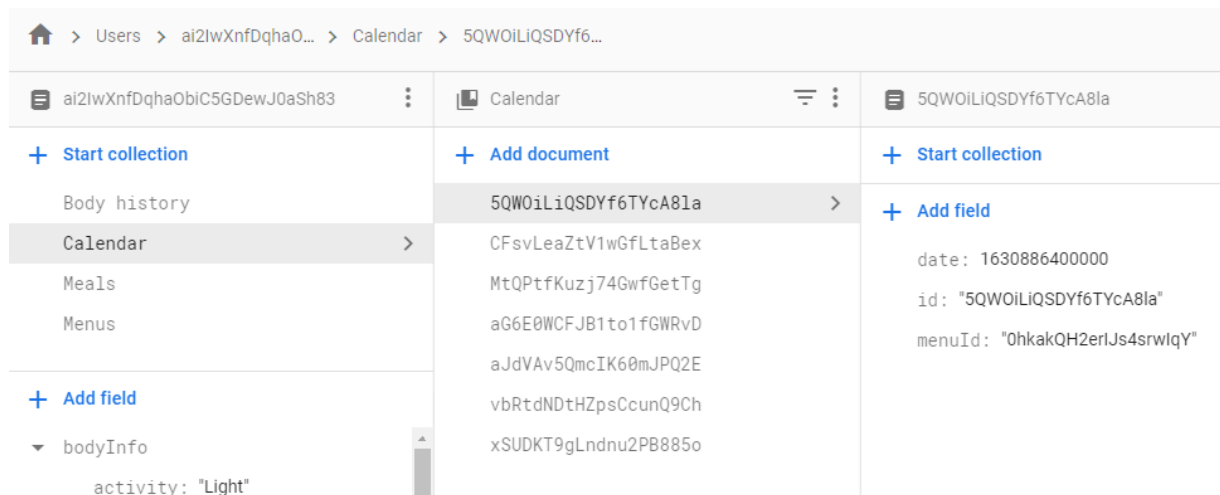 Users > ai2IwXnfDqhaO... > Calendar > 5QWOiLiQSDYf6...
ai2IwXnfDqhaObiC5GDewJ0aSh83
Start collection
Body history
Calendar
Meals
Menus
Add field
bodyInfo
activity: "Light"
Calendar
Add document
5QWOiLiQSDYf6TYcA8la
CFsvLeaZtV1wGfLtaBex
MtQPtfKuzj74GwfGetTg
aG6E0WCFJB1to1fGWRvD
aJdVAv5QmcIK60mJPQ2E
vbRtdNDtHZpsCcunQ9Ch
xSUDKT9gLndnu2PB885o
5QWOiLiQSDYf6TYcA8la
Start collection
Add field
date: 1630886400000
id: "5QWOiLiQSDYf6TYcA8la"
menuId: "0hkakQH2erIJs4srwIqY"